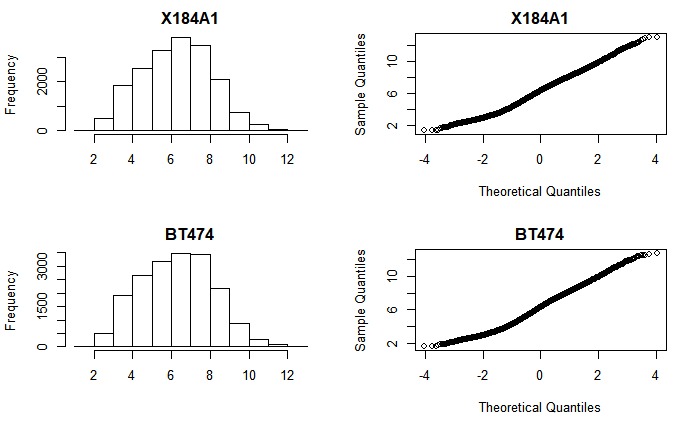 X184A1
Frequency
0
2000
2 4 6 8 10 12
X184A1
Sample Quantiles
2
6
10
-4 -2 0 2 4
Theoretical Quantiles
BT474
Frequency
0
1500
3000
2 4 6 8 10 12
BT474
Sample Quantiles
2
6
10
-4 -2 0 2 4
Theoretical Quantiles